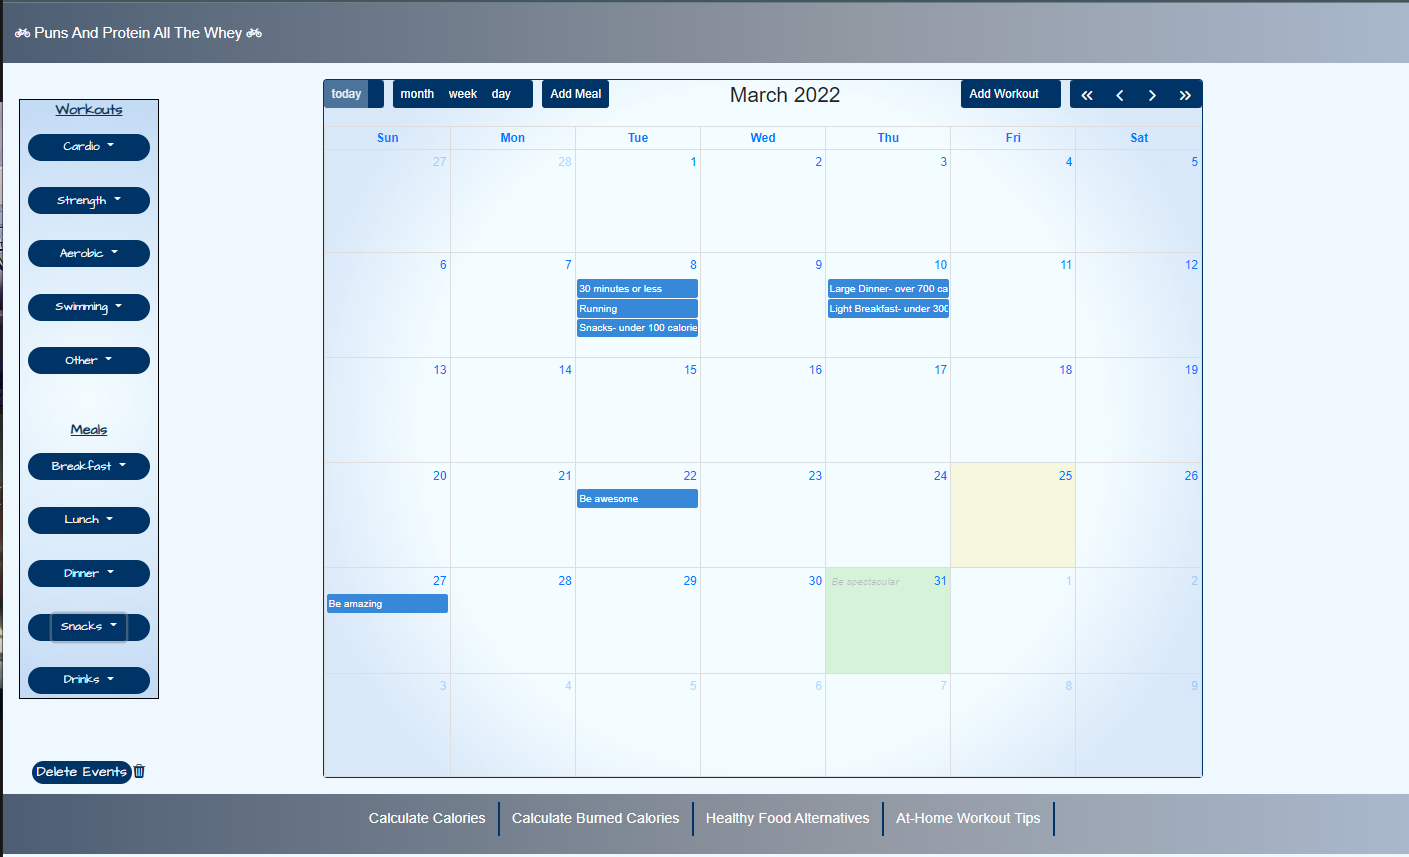 Puns And Protein All The Whey
Workouts
Cardio
Strength
Aerobic
Swimming
Other
Meals
Breakfast
Lunch
Dinner
Snacks
Drinks
Delete Events
today month week day Add Meal March 2022 Add Workout
Sun Mon Tue Wed Thu Fri Sat
27 28 1 2 3 4 5
6 7 8 9 10 11 12
30 minutes or less Large Dinner- over 700 ca
Running Light Breakfast- under 300
Snacks- under 100 calorie
13 14 15 16 17 18 19
20 21 22 23 24 25 26
Be awesome
27 28 29 30 Be spectacular 31 1 2
Be amazing
3 4 5 6 7 8 9
Calculate Calories Calculate Burned Calories Healthy Food Alternatives At-Home Workout Tips